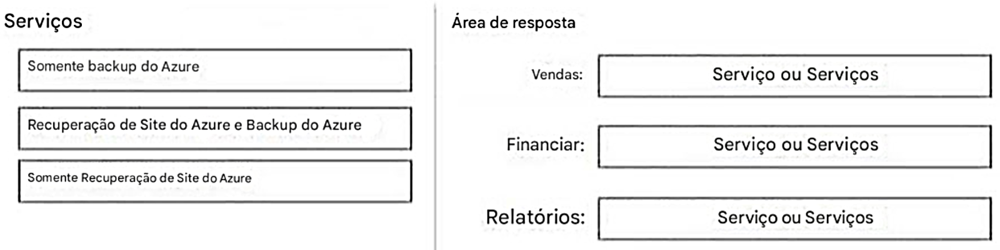 Serviços
Somente backup do Azure
Recuperação de Site do Azure e Backup do Azure
Somente Recuperação de Site do Azure
Área de resposta
Vendas: Serviço ou Serviços
Financiar: Serviço ou Serviços
Relatórios: Serviço ou Serviços